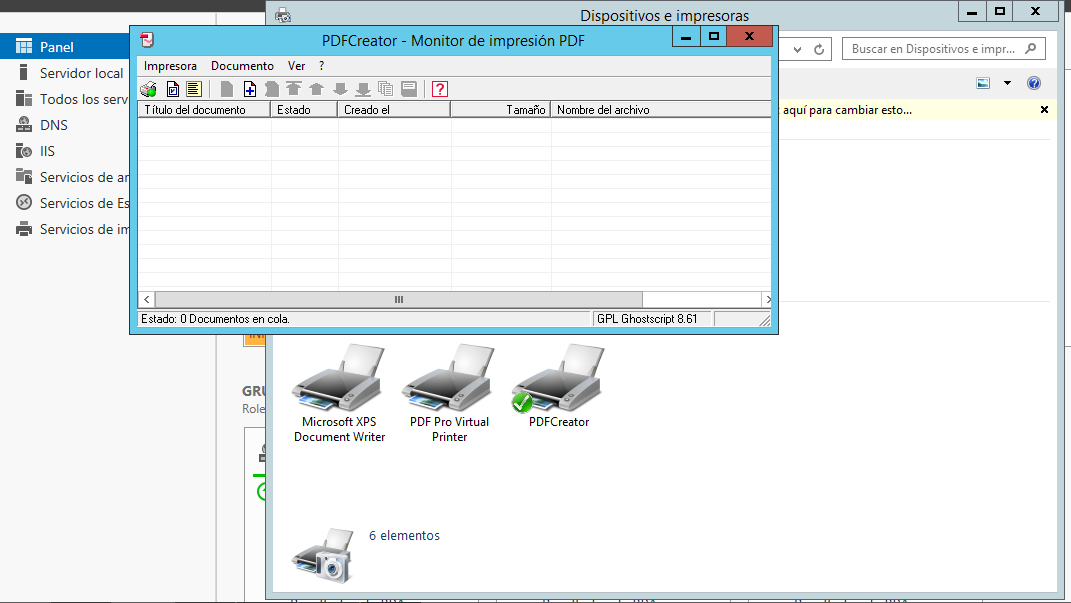 Dispositivos e impresoras
PDFCreator - Monitor de impresión PDF
Impresora Documento Ver ?
Título del documento Estado Creado el Tamaño Nombre del archivo
Estado: 0 Documentos en cola. GPL Ghostscript 8.61
Buscar en Dispositivos e impr...
aquí para cambiar esto...
Panel
Servidor local
Todos los serv
DNS
IIS
Servicios de ar
Servicios de Es
Servicios de im
GRU
Role
Microsoft XPS
Document Writer
PDF Pro Virtual
Printer
PDFCreator
6 elementos